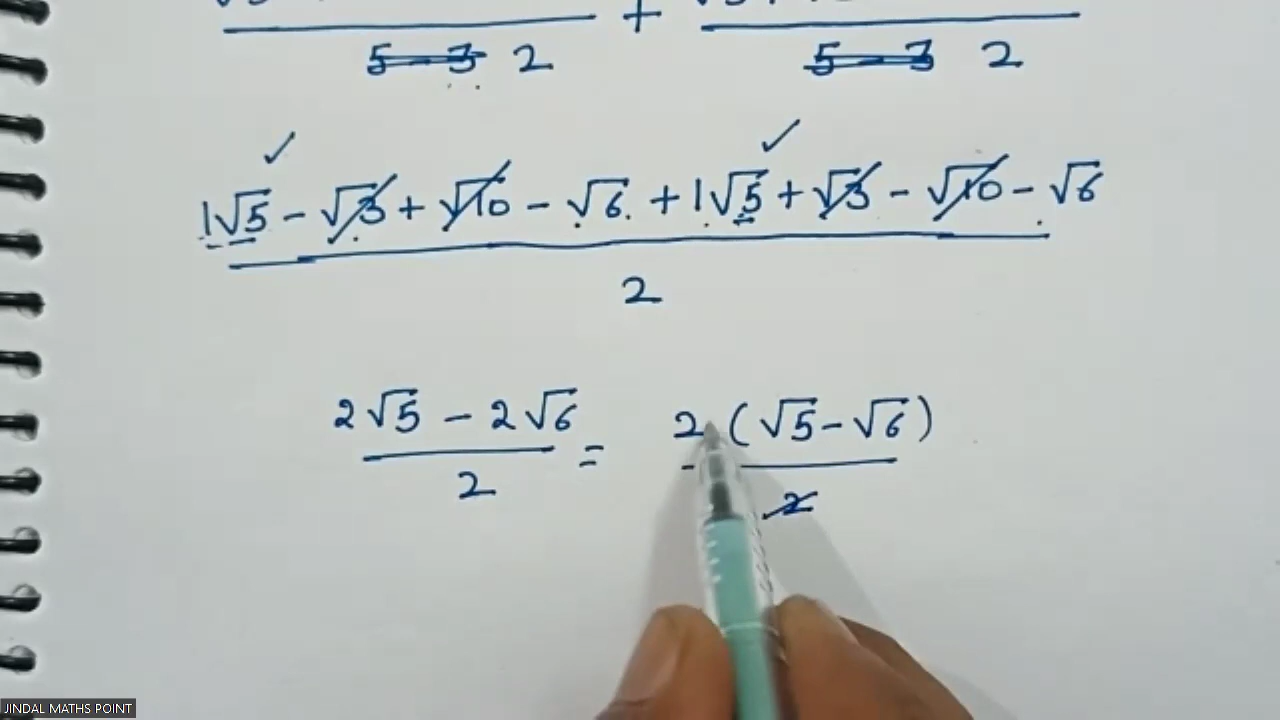 +
5 - 3 2 5 - 3 2
1√5 - √3 + √10 - √6 + 1√5 + √3 - √10 - √6
2
2√5 - 2√6 = 2 (√5 - √6)
2 2
JINDAL MATHS POINT